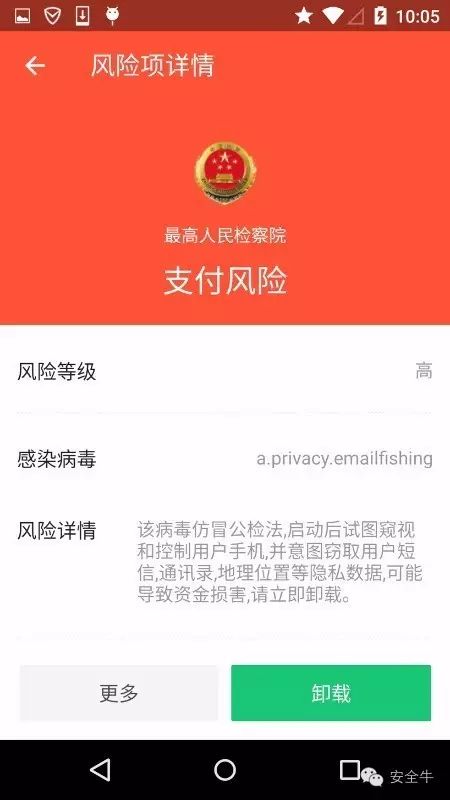 10:05
风险项详情
最高人民检察院
支付风险
风险等级
高
感染病毒
a.privacy.emailfishing
风险详情
该病毒仿冒公检法,启动后试图窥视
和控制用户手机,并意图窃取用户短
信,通讯录,地理位置等隐私数据,可能
导致资金损害,请立即卸载。
更多
卸载
安全牛